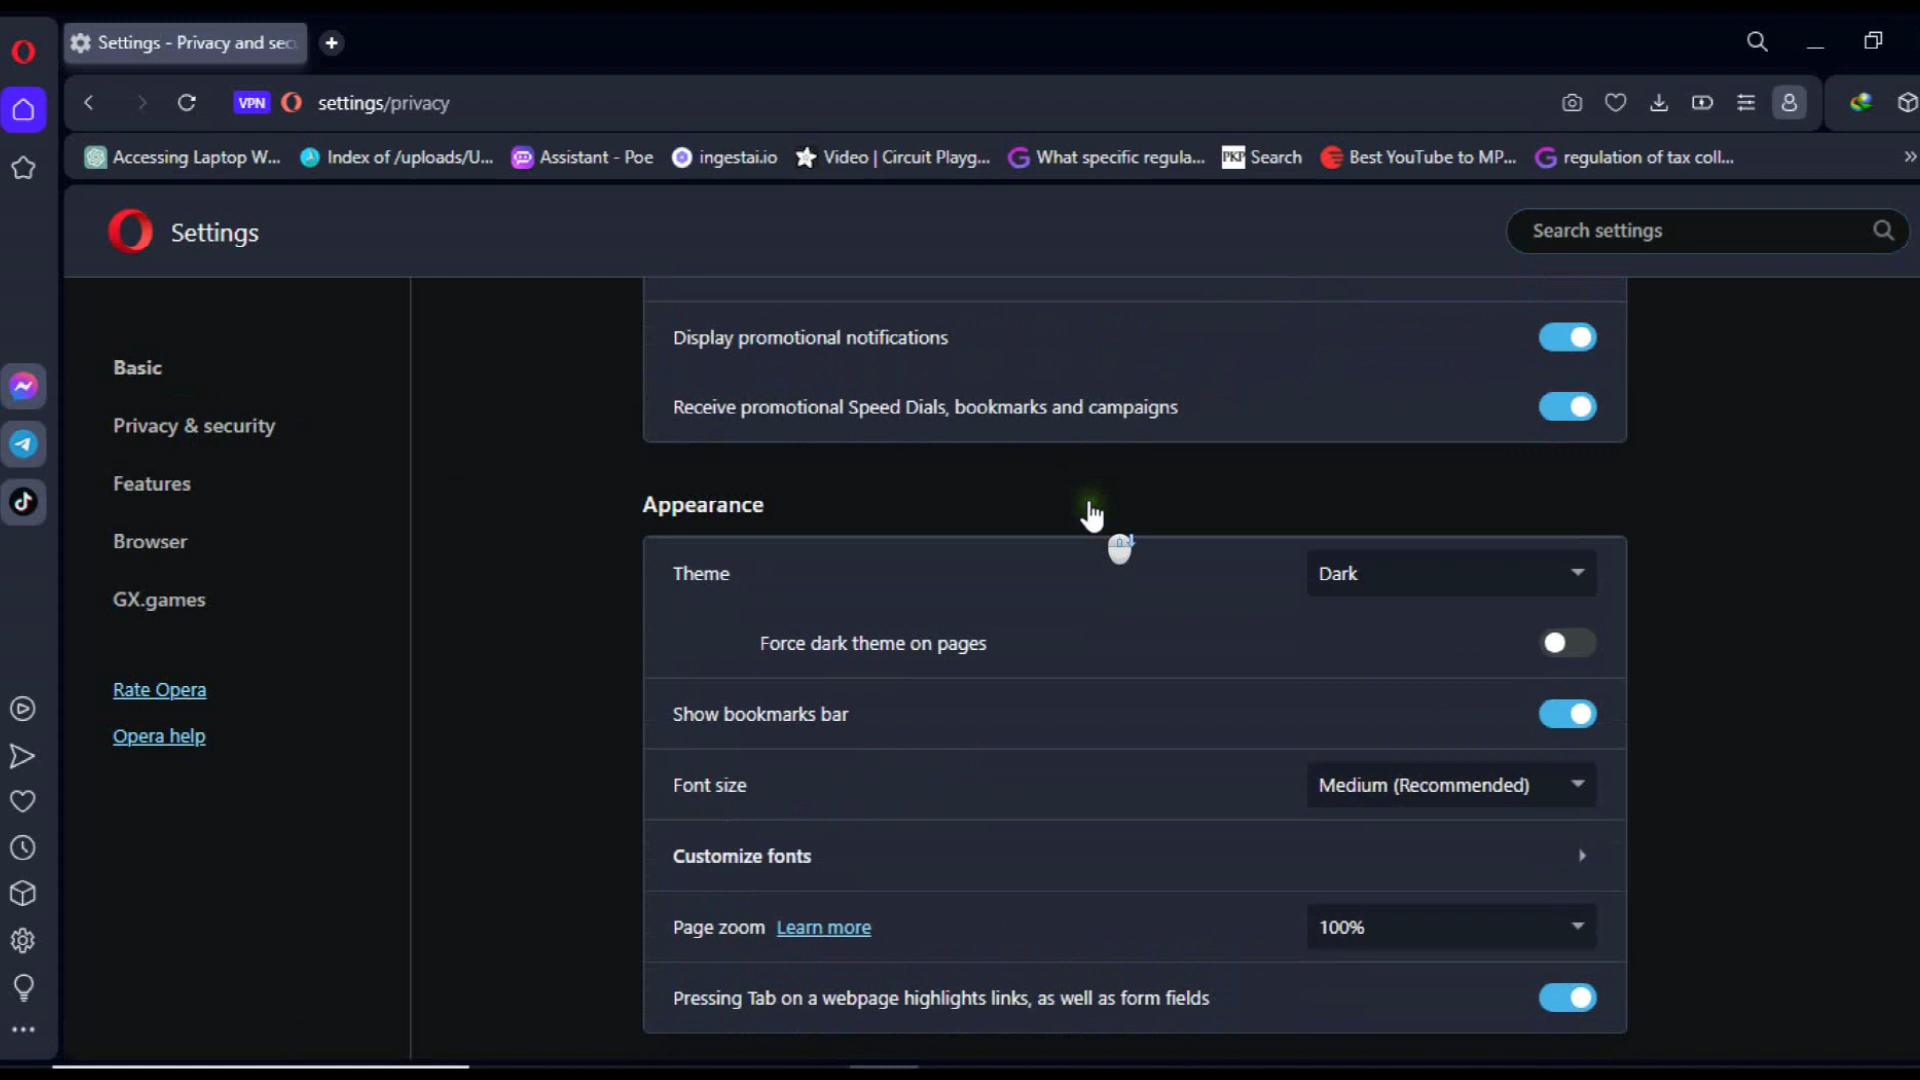 Settings - Privacy and sec
VPN settings/privacy
Accessing Laptop W... Index of /uploads/U... Assistant - Poe ingestai.io Video | Circuit Playg... What specific regula... PKP Search Best YouTube to MP... regulation of tax coll...
Settings
Search settings
Basic
Privacy & security
Features
Browser
GX.games
Rate Opera
Opera help
Display promotional notifications
Receive promotional Speed Dials, bookmarks and campaigns
Appearance
Theme Dark
Force dark theme on pages
Show bookmarks bar
Font size Medium (Recommended)
Customize fonts
Page zoom Learn more 100%
Pressing Tab on a webpage highlights links, as well as form fields